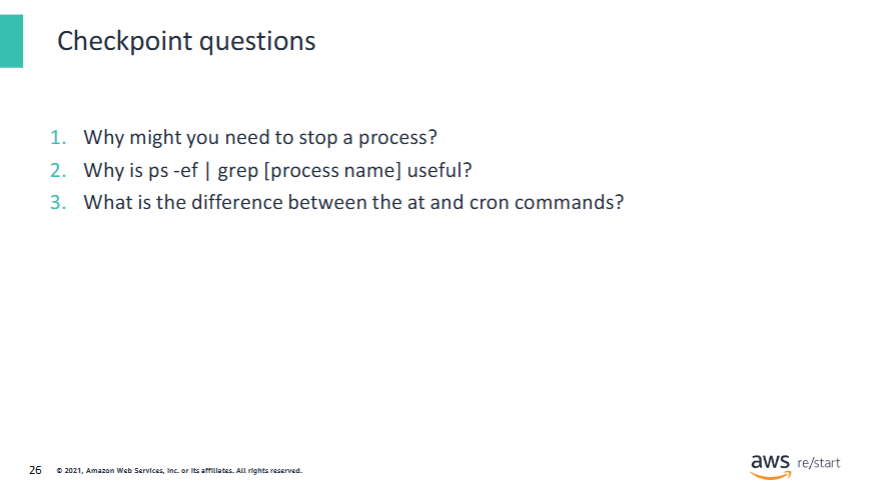 Checkpoint questions
1. Why might you need to stop a process?
2. Why is ps -ef | grep [process name] useful?
3. What is the difference between the at and cron commands?
26 © 2021, Amazon Web Services, Inc. or its affiliates. All rights reserved.
aws re/start